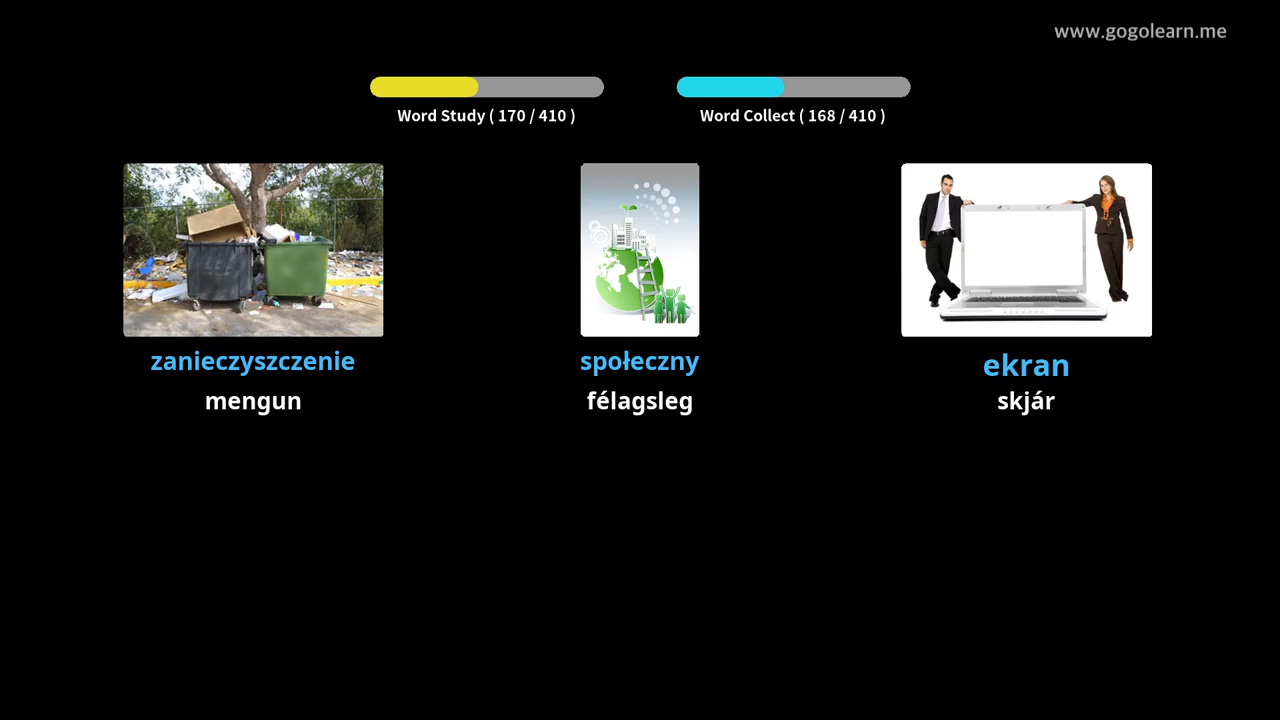 www.gogolearn.me
Word Study ( 170 / 410 )
Word Collect ( 168 / 410 )
zanieczyszczenie
społeczny
ekran
mengun
félagsleg
skjár